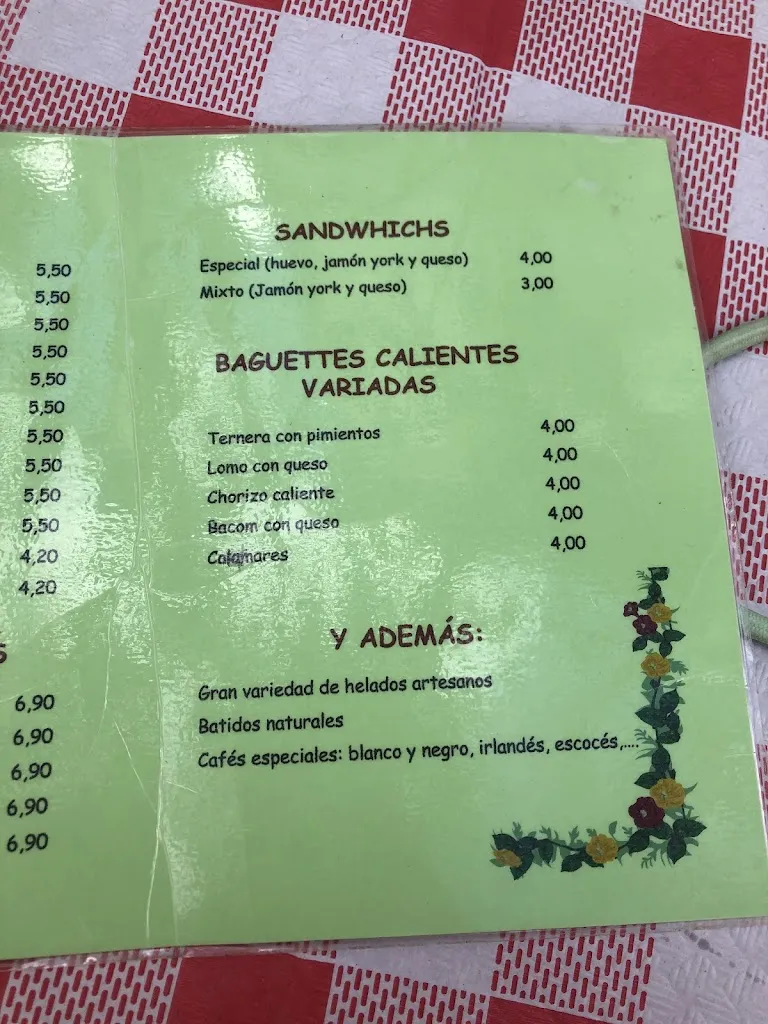 5,50
5,50
5,50
5,50
5,50
5,50
5,50
5,50
5,50
5,50
4,20
4,20
S
6,90
6,90
6,90
6,90
6,90
SANDWHICHS
Especial (huevo, jamón york y queso) 4,00
Mixto (Jamón york y queso) 3,00
BAGUETTES CALIENTES
VARIADAS
Ternera con pimientos 4,00
Lomo con queso 4,00
Chorizo caliente 4,00
Bacom con queso 4,00
Calamares 4,00
Y ADEMÁS:
Gran variedad de helados artesanos
Batidos naturales
Cafés especiales: blanco y negro, irlandés, escocés,....